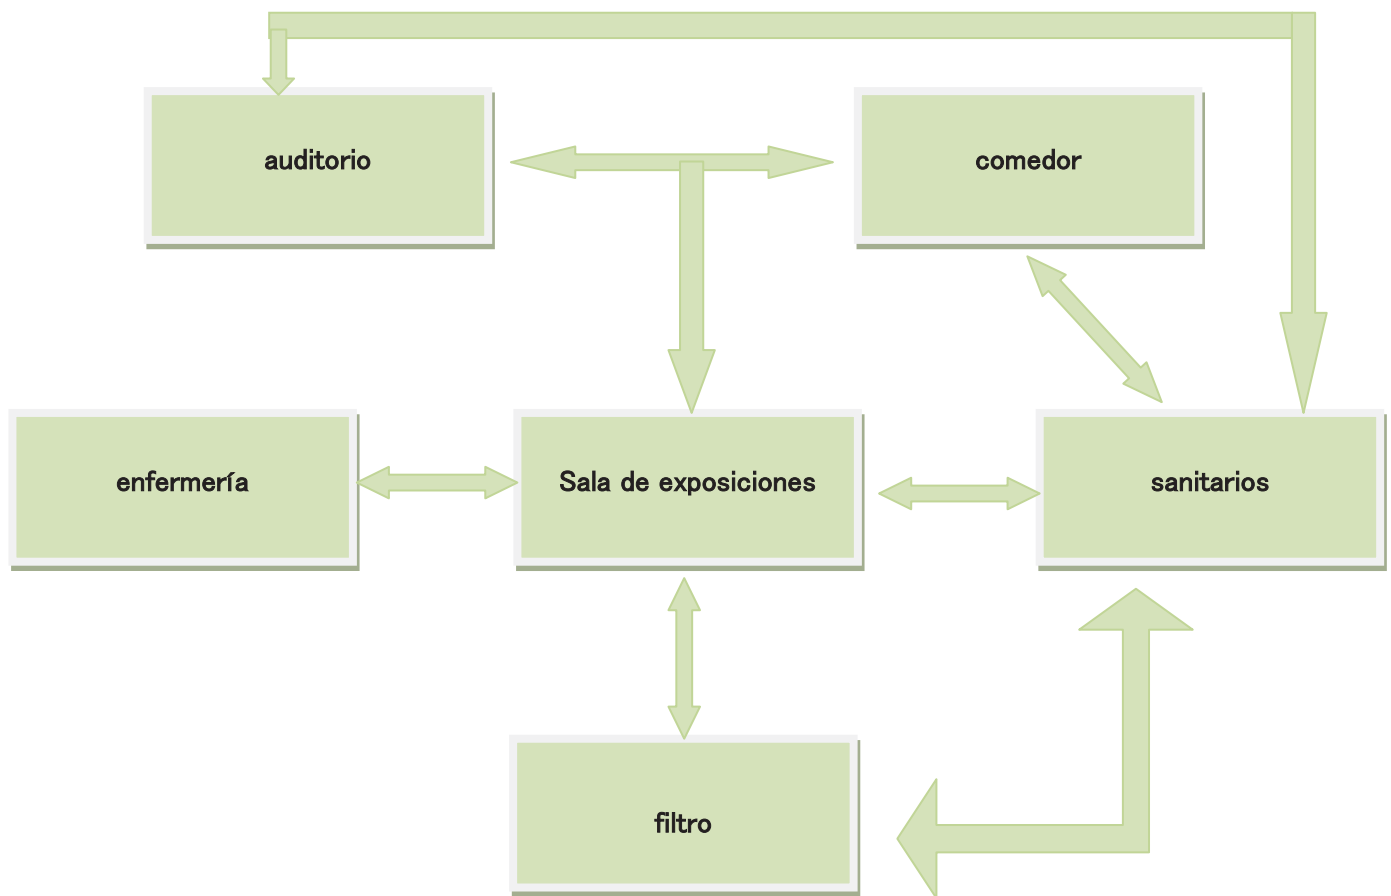 auditorio
comedor
enfermería
Sala de exposiciones
sanitarios
filtro